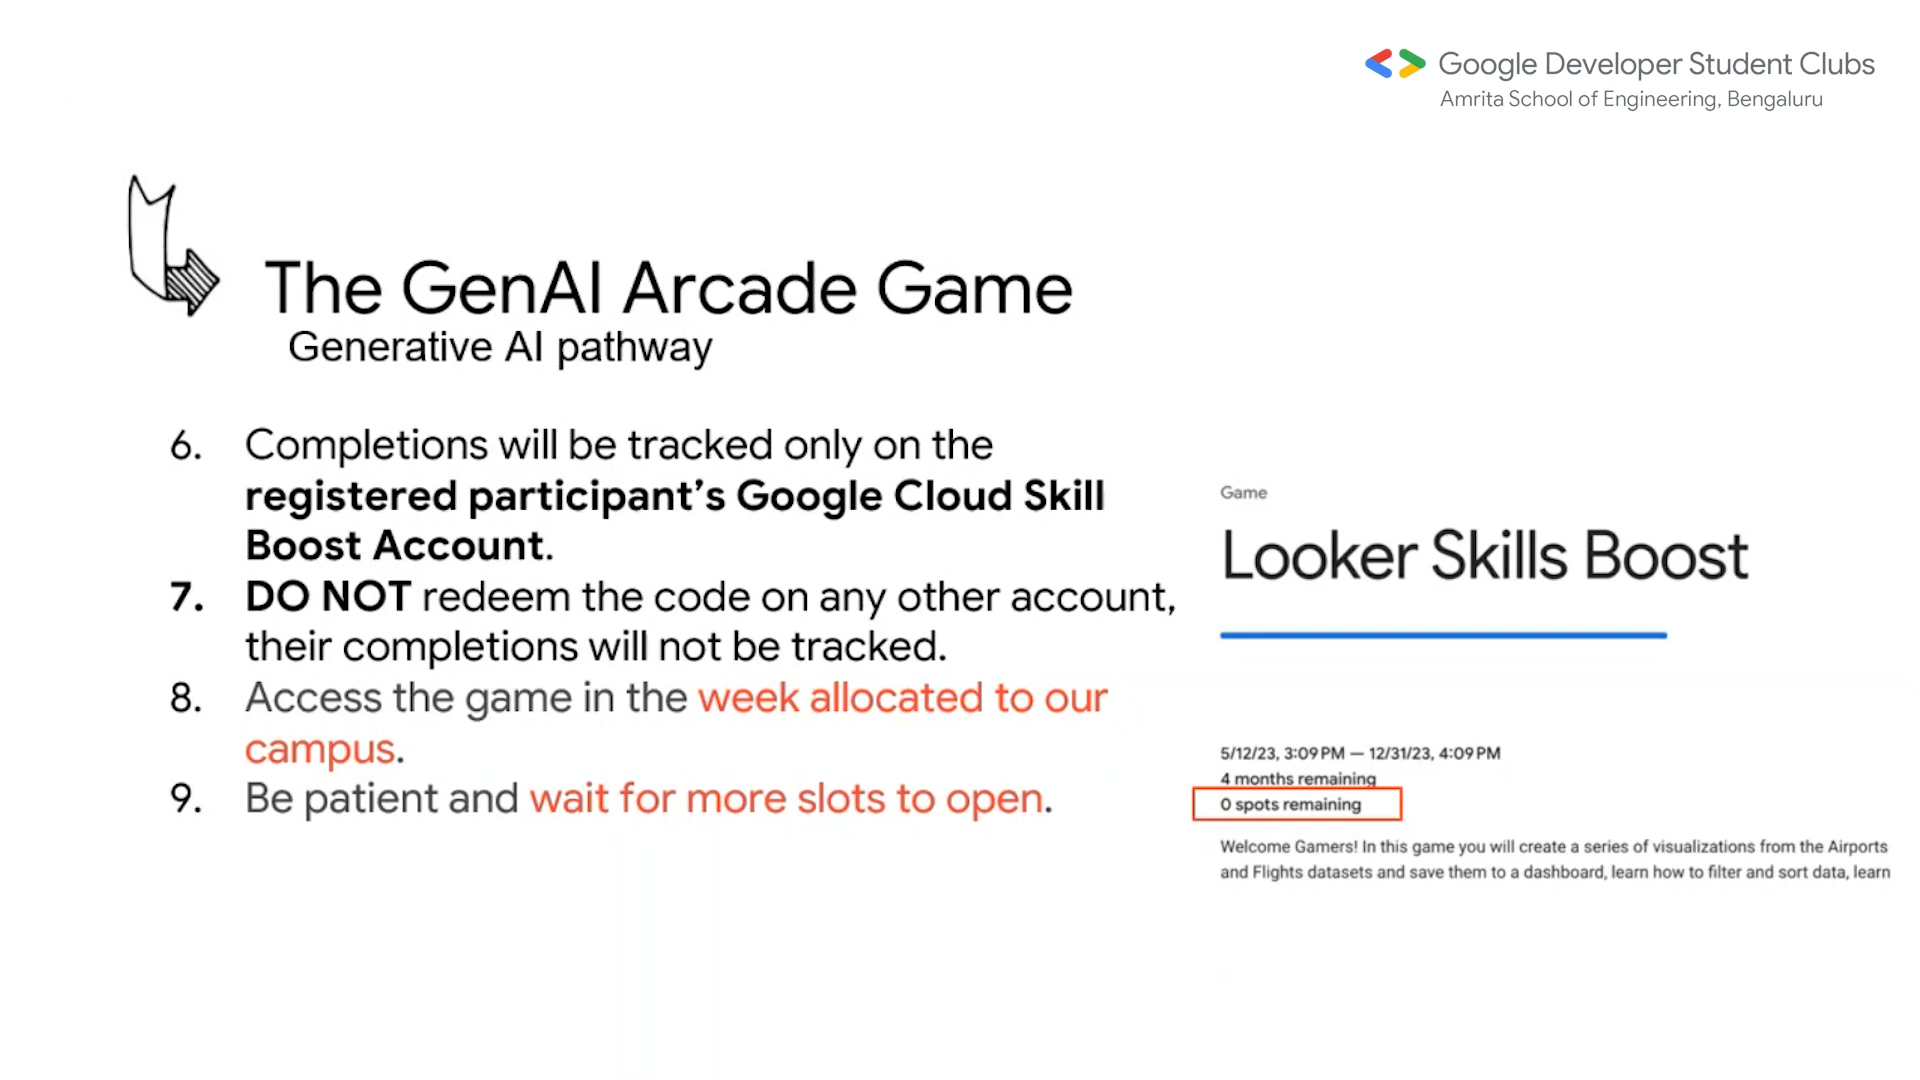 Google Developer Student Clubs
Amrita School of Engineering, Bengaluru
The GenAI Arcade Game
Generative AI pathway
6. Completions will be tracked only on the
registered participant's Google Cloud Skill
Boost Account.
7. DO NOT redeem the code on any other account,
their completions will not be tracked.
8. Access the game in the week allocated to our
campus.
9. Be patient and wait for more slots to open.
Game
Looker Skills Boost
5/12/23, 3:09 PM — 12/31/23, 4:09 PM
4 months remaining
0 spots remaining
Welcome Gamers! In this game you will create a series of visualizations from the Airports
and Flights datasets and save them to a dashboard, learn how to filter and sort data, learn